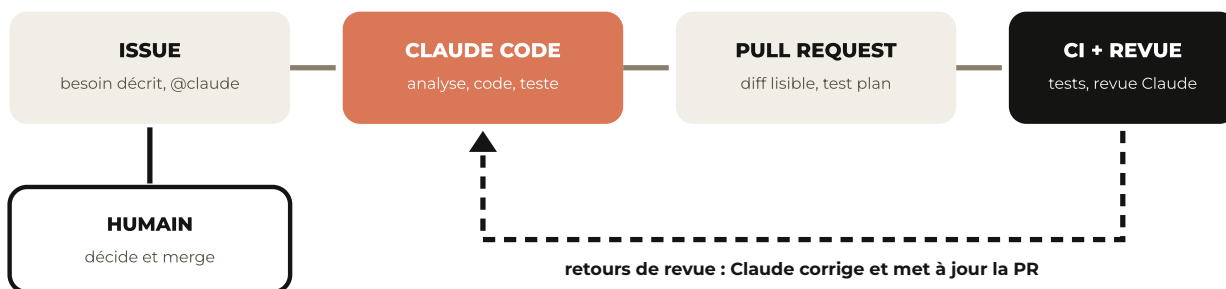 ISSUE
besoin décrit, @claude
CLAUDE CODE
analyse, code, teste
PULL REQUEST
diff lisible, test plan
CI + REVUE
tests, revue Claude
HUMAIN
décide et merge
retours de revue : Claude corrige et met à jour la PR